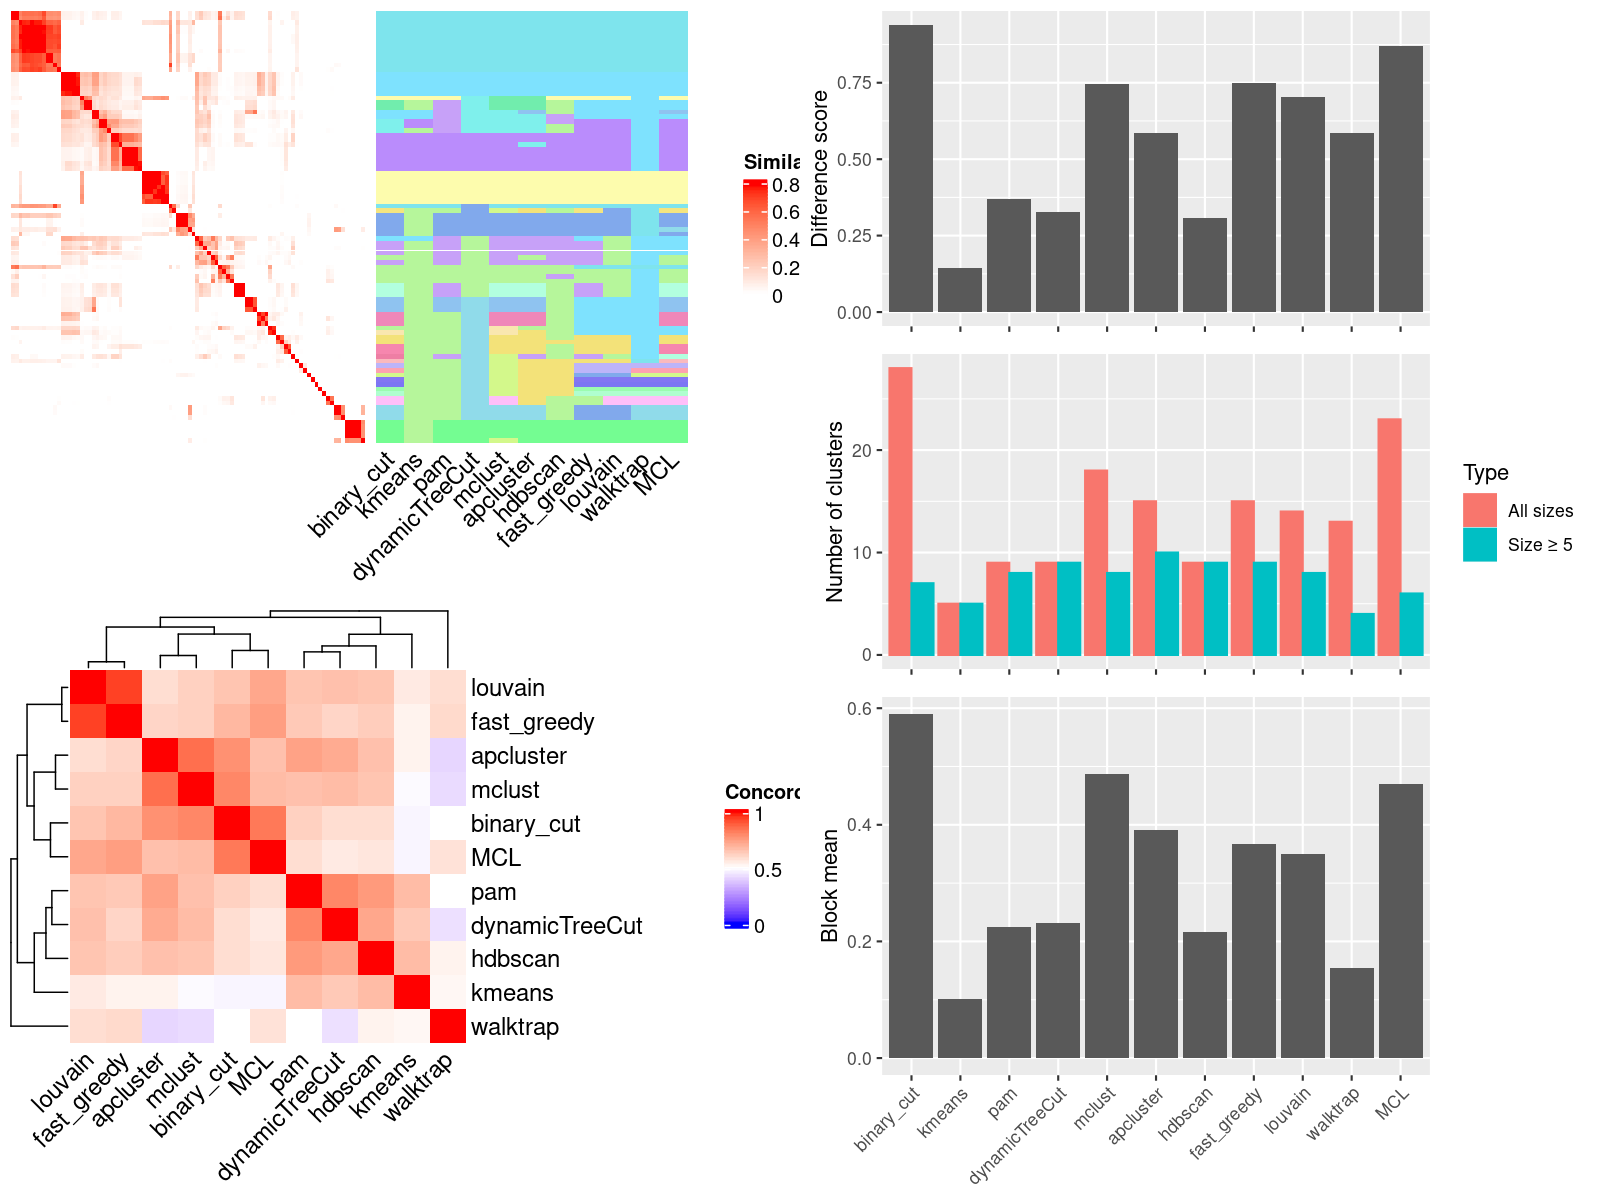 Simila
0.8
0.6
0.4
0.2
0
binary_cut
kmeans
pam
dynamicTreeCut
mclust
apcluster
hdbscan
fast_greedy
louvain
walktrap
MCL
louvain
fast_greedy
apcluster
mclust
binary_cut
MCL
pam
dynamicTreeCut
hdbscan
kmeans
walktrap
louvain
fast_greedy
apcluster
mclust
binary_cut
MCL
pam
dynamicTreeCut
hdbscan
kmeans
walktrap
Concord
1
0.5
0
Difference score
0.75
0.50
0.25
0.00
Number of clusters
20
10
0
Type
All sizes
Size ≥ 5
Block mean
0.6
0.4
0.2
0.0
binary_cut
kmeans
pam
dynamicTreeCut
mclust
apcluster
hdbscan
fast_greedy
louvain
walktrap
MCL